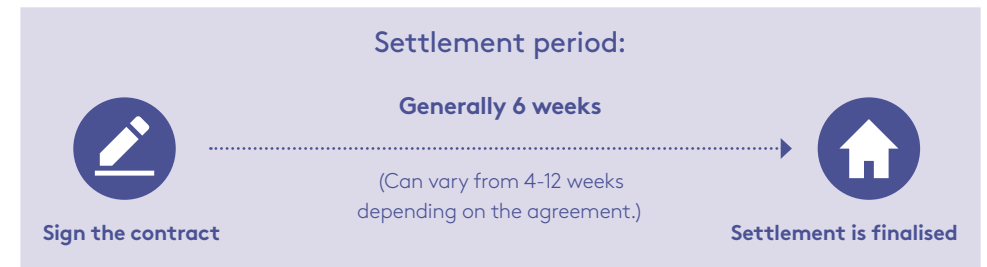 Settlement period:
Generally 6 weeks
(Can vary from 4-12 weeks
depending on the agreement.)
Sign the contract
Settlement is finalised